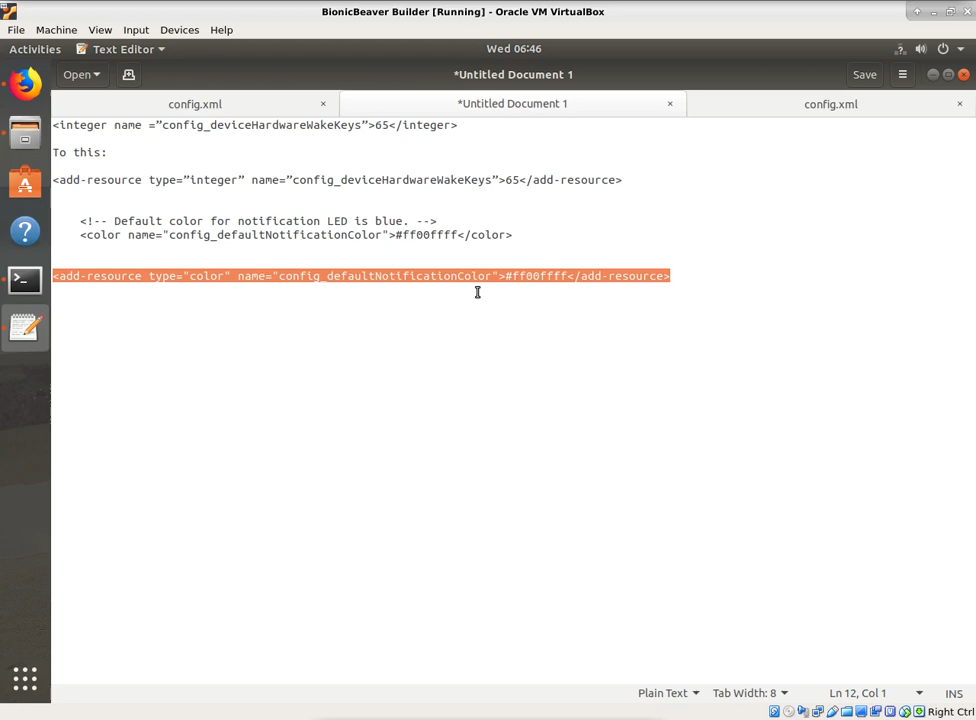 BionicBeaver Builder [Running] - Oracle VM VirtualBox
File Machine View Input Devices Help
Activities Text Editor Wed 06:46
Open *Untitled Document 1 Save
config.xml × *Untitled Document 1 × config.xml ×
<integer name =”config_deviceHardwareWakeKeys”>65</integer>
To this:
<add-resource type=”integer” name=”config_deviceHardwareWakeKeys”>65</add-resource>
<!-- Default color for notification LED is blue. -->
<color name="config_defaultNotificationColor">#ff00ffff</color>
<add-resource type="color" name="config_defaultNotificationColor">#ff00ffff</add-resource>
Plain Text Tab Width: 8 Ln 12, Col 1 INS
Right Ctrl